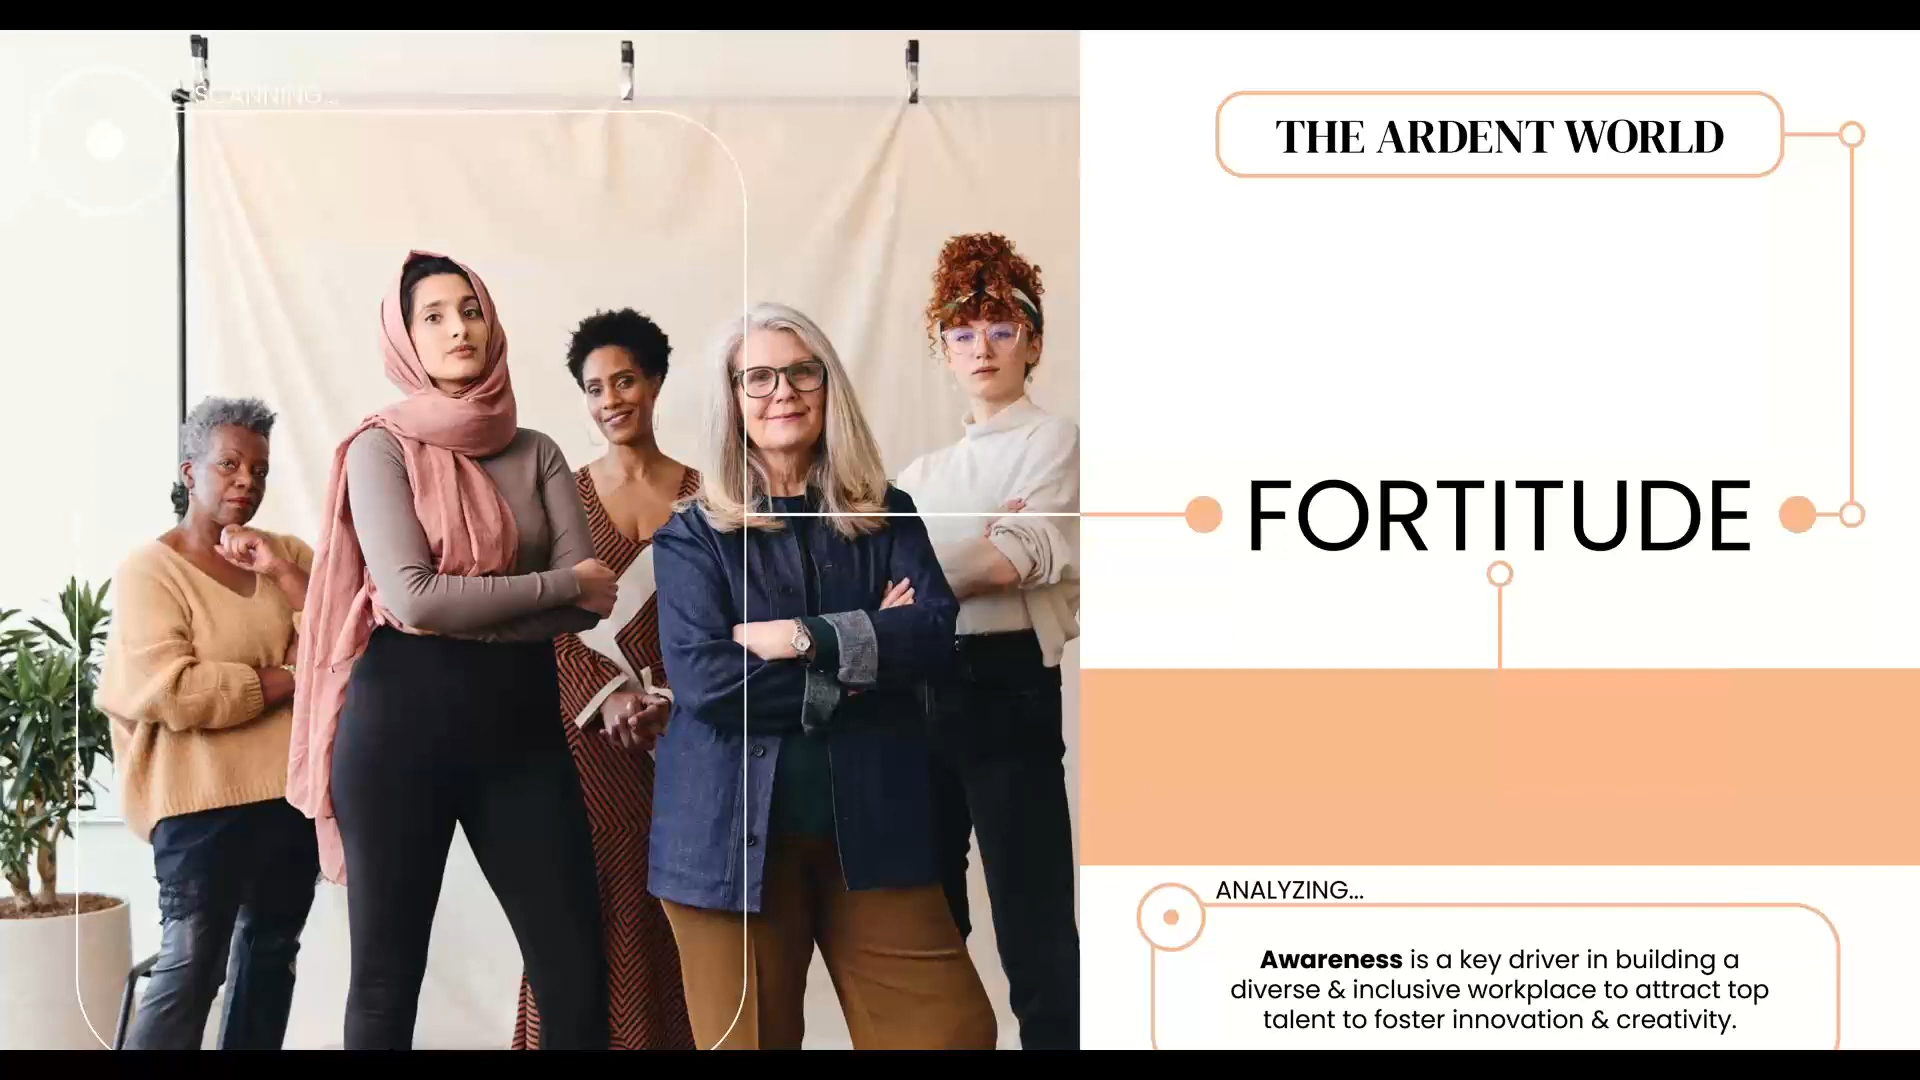 SCANNING...
THE ARDENT WORLD
FORTITUDE
ANALYZING...
Awareness is a key driver in building a
diverse & inclusive workplace to attract top
talent to foster innovation & creativity.